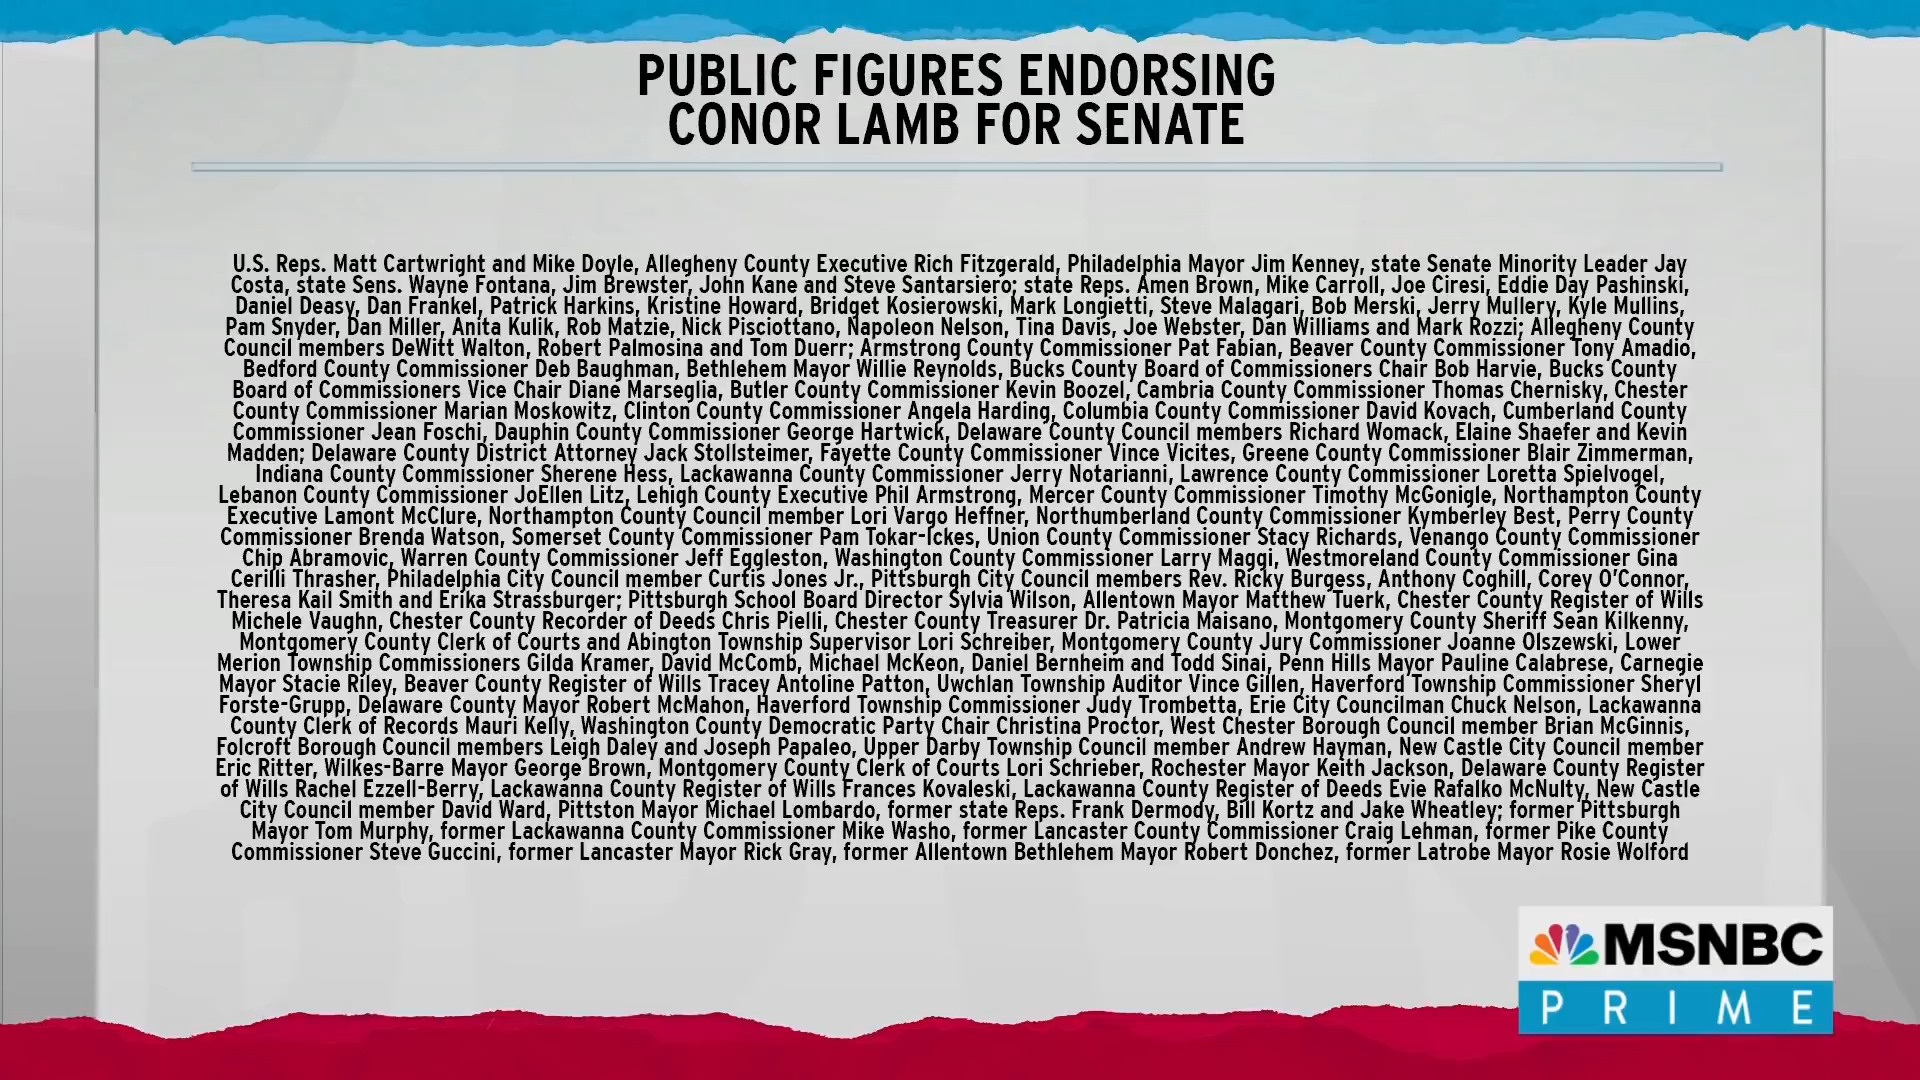 PUBLIC FIGURES ENDORSING
CONOR LAMB FOR SENATE
U.S. Reps. Matt Cartwright and Mike Doyle, Allegheny County Executive Rich Fitzgerald, Philadelphia Mayor Jim Kenney, state Senate Minority Leader Jay
Costa, state Sens. Wayne Fontana, Jim Brewster, John Kane and Steve Santarsiero; state Reps. Amen Brown, Mike Carroll, Joe Ciresi, Eddie Day Pashinski,
Daniel Deasy, Dan Frankel, Patrick Harkins, Kristine Howard, Bridget Kosierowski, Mark Longietti, Steve Malagari, Bob Merski, Jerry Mullery, Kyle Mullins,
Pam Snyder, Dan Miller, Anita Kulik, Rob Matzie, Nick Pisciottano, Napoleon Nelson, Tina Davis, Joe Webster, Dan Williams and Mark Rozzi; Allegheny County
Council members DeWitt Walton, Robert Palmosina and Tom Duerr; Armstrong County Commissioner Pat Fabian, Beaver County Commissioner Tony Amadio,
Bedford County Commissioner Deb Baughman, Bethlehem Mayor Willie Reynolds, Bucks County Board of Commissioners Chair Bob Harvie, Bucks County
Board of Commissioners Vice Chair Diane Marseglia, Butler County Commissioner Kevin Boozel, Cambria County Commissioner Thomas Chernisky, Chester
County Commissioner Marian Moskowitz, Clinton County Commissioner Angela Harding, Columbia County Commissioner David Kovach, Cumberland County
Commissioner Jean Foschi, Dauphin County Commissioner George Hartwick, Delaware County Council members Richard Womack, Elaine Shaefer and Kevin
Madden; Delaware County District Attorney Jack Stollsteimer, Fayette County Commissioner Vince Vicites, Greene County Commissioner Blair Zimmerman,
Indiana County Commissioner Sherene Hess, Lackawanna County Commissioner Jerry Notarianni, Lawrence County Commissioner Loretta Spielvogel,
Lebanon County Commissioner JoEllen Litz, Lehigh County Executive Phil Armstrong, Mercer County Commissioner Timothy McGonigle, Northampton County
Executive Lamont McClure, Northampton County Council member Lori Vargo Heffner, Northumberland County Commissioner Kymberley Best, Perry County
Commissioner Brenda Watson, Somerset County Commissioner Pam Tokar-Ickes, Union County Commissioner Stacy Richards, Venango County Commissioner
Chip Abramovic, Warren County Commissioner Jeff Eggleston, Washington County Commissioner Larry Maggi, Westmoreland County Commissioner Gina
Cerilli Thrasher, Philadelphia City Council member Curtis Jones Jr., Pittsburgh City Council members Rev. Ricky Burgess, Anthony Coghill, Corey O'Connor,
Theresa Kail Smith and Erika Strassburger; Pittsburgh School Board Director Sylvia Wilson, Allentown Mayor Matthew Tuerk, Chester County Register of Wills
Michele Vaughn, Chester County Recorder of Deeds Chris Pielli, Chester County Treasurer Dr. Patricia Maisano, Montgomery County Sheriff Sean Kilkenny,
Montgomery County Clerk of Courts and Abington Township Supervisor Lori Schreiber, Montgomery County Jury Commissioner Joanne Olszewski, Lower
Merion Township Commissioners Gilda Kramer, David McComb, Michael McKeon, Daniel Bernheim and Todd Sinai, Penn Hills Mayor Pauline Calabrese, Carnegie
Mayor Stacie Riley, Beaver County Register of Wills Tracey Antoline Patton, Uwchlan Township Auditor Vince Gillen, Haverford Township Commissioner Sheryl
Forste-Grupp, Delaware County Mayor Robert McMahon, Haverford Township Commissioner Judy Trombetta, Erie City Councilman Chuck Nelson, Lackawanna
County Clerk of Records Mauri Kelly, Washington County Democratic Party Chair Christina Proctor, West Chester Borough Council member Brian McGinnis,
Folcroft Borough Council members Leigh Daley and Joseph Papaleo, Upper Darby Township Council member Andrew Hayman, New Castle City Council member
Eric Ritter, Wilkes-Barre Mayor George Brown, Montgomery County Clerk of Courts Lori Schrieber, Rochester Mayor Keith Jackson, Delaware County Register
of Wills Rachel Ezzell-Berry, Lackawanna County Register of Wills Frances Kovaleski, Lackawanna County Register of Deeds Evie Rafalko McNulty, New Castle
City Council member David Ward, Pittston Mayor Michael Lombardo, former state Reps. Frank Dermody, Bill Kortz and Jake Wheatley; former Pittsburgh
Mayor Tom Murphy, former Lackawanna County Commissioner Mike Washo, former Lancaster County Commissioner Craig Lehman, former Pike County
Commissioner Steve Guccini, former Lancaster Mayor Rick Gray, former Allentown Bethlehem Mayor Robert Donchez, former Latrobe Mayor Rosie Wolford
MSNBC
PRIME